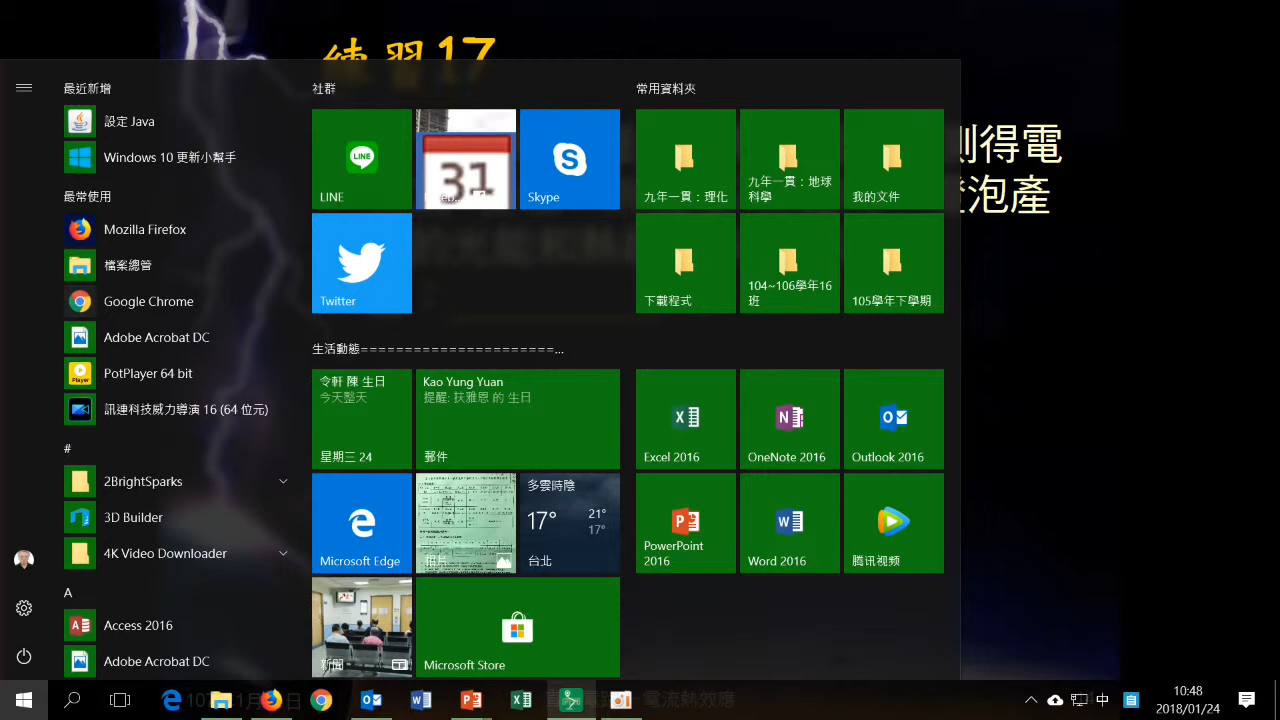 練習17
測得電
燈泡產
最近新增
設定 Java
Windows 10 更新小幫手
最常使用
Mozilla Firefox
檔案總管
Google Chrome
Adobe Acrobat DC
PotPlayer 64 bit
訊連科技威力導演 16 (64 位元)
#
2BrightSparks
3D Builder
4K Video Downloader
A
Access 2016
Adobe Acrobat DC
社群
LINE
31
Skype
Twitter
生活動態======================...
令軒 陳 生日
今天整天
星期三 24
Kao Yung Yuan
提醒: 扶雅恩 的 生日
郵件
Microsoft Edge
相片
多雲時陰
17°
21°
17°
台北
新聞
Microsoft Store
常用資料夾
九年一貫：理化
九年一貫：地球
科學
我的文件
下載程式
104~106學年16
班
105學年下學期
Excel 2016
OneNote 2016
Outlook 2016
PowerPoint
2016
Word 2016
腾讯视频
電流熱效應
中
10:48
2018/01/24